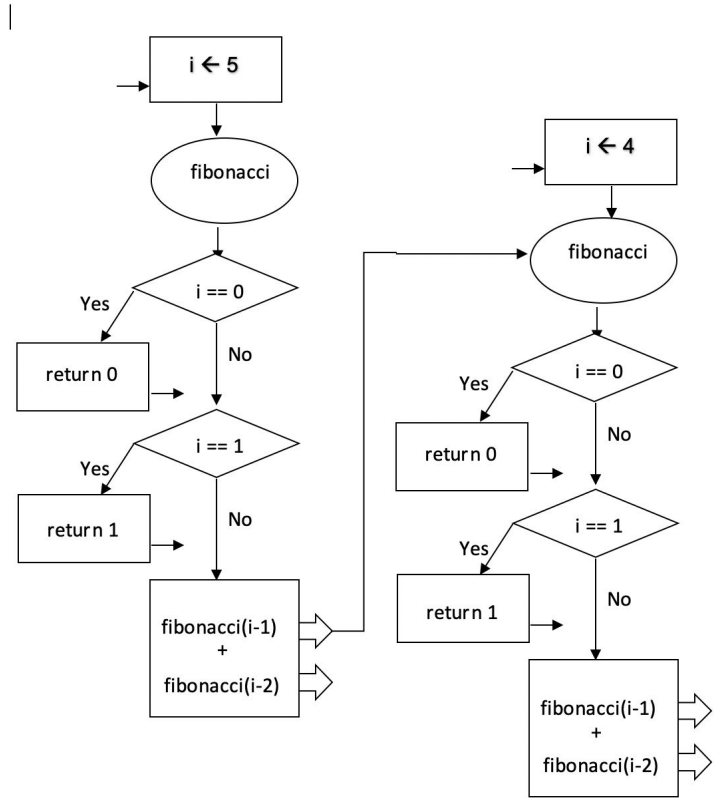 i ← 5
fibonacci
i == 0
Yes
No
return 0
i == 1
Yes
No
return 1
fibonacci(i-1)
+
fibonacci(i-2)
i ← 4
fibonacci
i == 0
Yes
No
return 0
i == 1
Yes
No
return 1
fibonacci(i-1)
+
fibonacci(i-2)